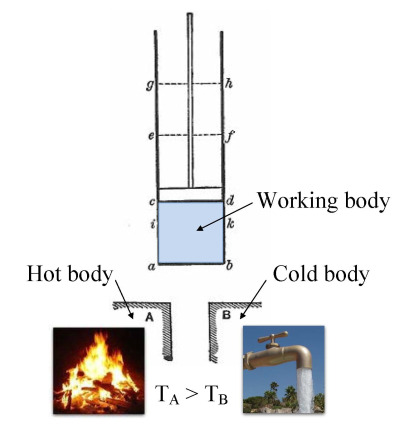 g h
e f
c d
Working body
i k
a b
Hot body Cold body
A B
T_A > T_B